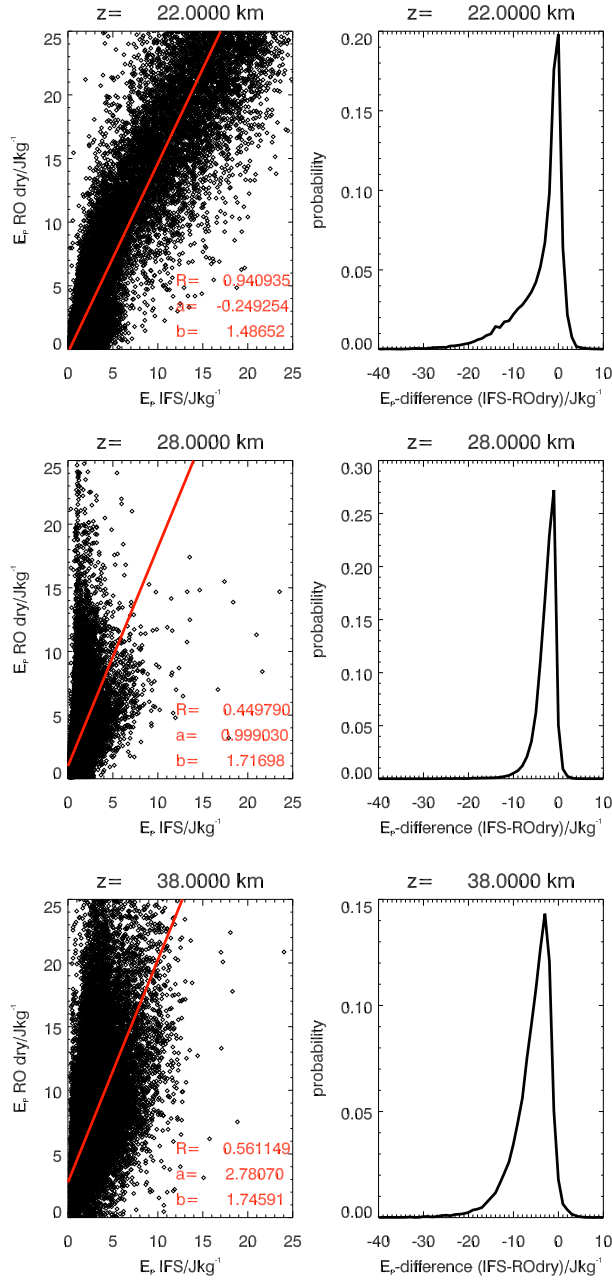 z= 22.0000 km
25
20
15
10
5
0
E_P RO dry/Jkg⁻¹
R= 0.940935
a= -0.249254
b= 1.48652
0 5 10 15 20 25
E_P IFS/Jkg⁻¹
z= 22.0000 km
0.20
0.15
0.10
0.05
0.00
probability
-40 -30 -20 -10 0 10
E_P-difference (IFS-ROdry)/Jkg⁻¹
z= 28.0000 km
25
20
15
10
5
0
E_P RO dry/Jkg⁻¹
R= 0.449790
a= 0.999030
b= 1.71698
0 5 10 15 20 25
E_P IFS/Jkg⁻¹
z= 28.0000 km
0.30
0.25
0.20
0.15
0.10
0.05
0.00
probability
-40 -30 -20 -10 0 10
E_P-difference (IFS-ROdry)/Jkg⁻¹
z= 38.0000 km
25
20
15
10
5
0
E_P RO dry/Jkg⁻¹
R= 0.561149
a= 2.78070
b= 1.74591
0 5 10 15 20 25
E_P IFS/Jkg⁻¹
z= 38.0000 km
0.15
0.10
0.05
0.00
probability
-40 -30 -20 -10 0 10
E_P-difference (IFS-ROdry)/Jkg⁻¹